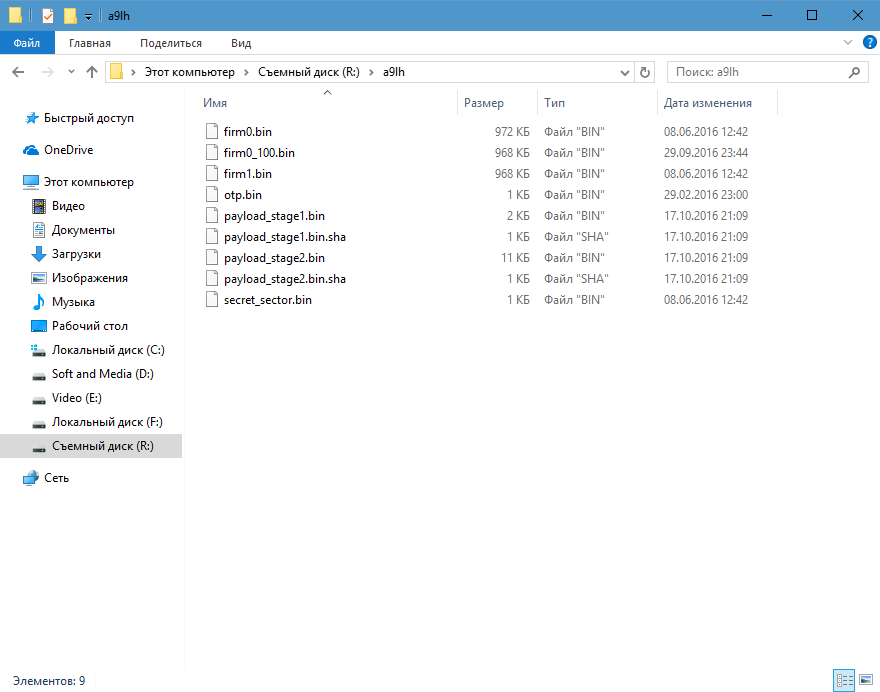 a9lh
Файл Главная Поделиться Вид
Этот компьютер Съемный диск (R:) a9lh Поиск: a9lh
Быстрый доступ
OneDrive
Этот компьютер
Видео
Документы
Загрузки
Изображения
Музыка
Рабочий стол
Локальный диск (C:)
Soft and Media (D:)
Video (E:)
Локальный диск (F:)
Съемный диск (R:)
Сеть
Имя Размер Тип Дата изменения
firm0.bin 972 КБ Файл "BIN" 08.06.2016 12:42
firm0_100.bin 968 КБ Файл "BIN" 29.09.2016 23:44
firm1.bin 968 КБ Файл "BIN" 08.06.2016 12:42
otp.bin 1 КБ Файл "BIN" 29.02.2016 23:00
payload_stage1.bin 2 КБ Файл "BIN" 17.10.2016 21:09
payload_stage1.bin.sha 1 КБ Файл "SHA" 17.10.2016 21:09
payload_stage2.bin 11 КБ Файл "BIN" 17.10.2016 21:09
payload_stage2.bin.sha 1 КБ Файл "SHA" 17.10.2016 21:09
secret_sector.bin 1 КБ Файл "BIN" 08.06.2016 12:42
Элементов: 9